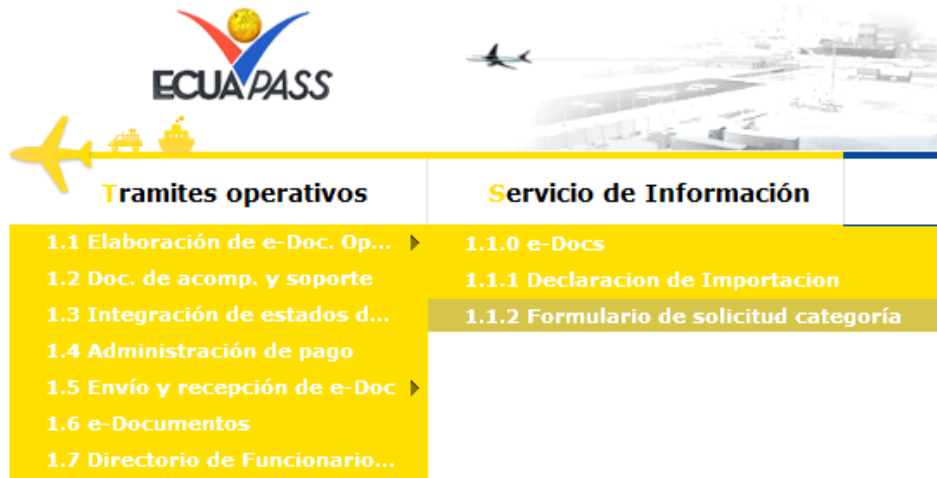 ECUAPASS
Tramites operativos
Servicio de Información
1.1 Elaboración de e-Doc. Op...
1.2 Doc. de acomp. y soporte
1.3 Integración de estados d...
1.4 Administración de pago
1.5 Envío y recepción de e-Doc
1.6 e-Documentos
1.7 Directorio de Funcionario...
1.1.0 e-Docs
1.1.1 Declaracion de Importacion
1.1.2 Formulario de solicitud categoría